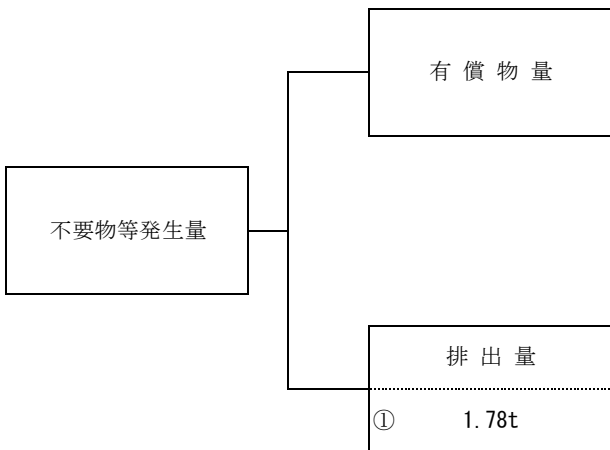 有 償 物 量
不要物等発生量
排 出 量
① 1.78t